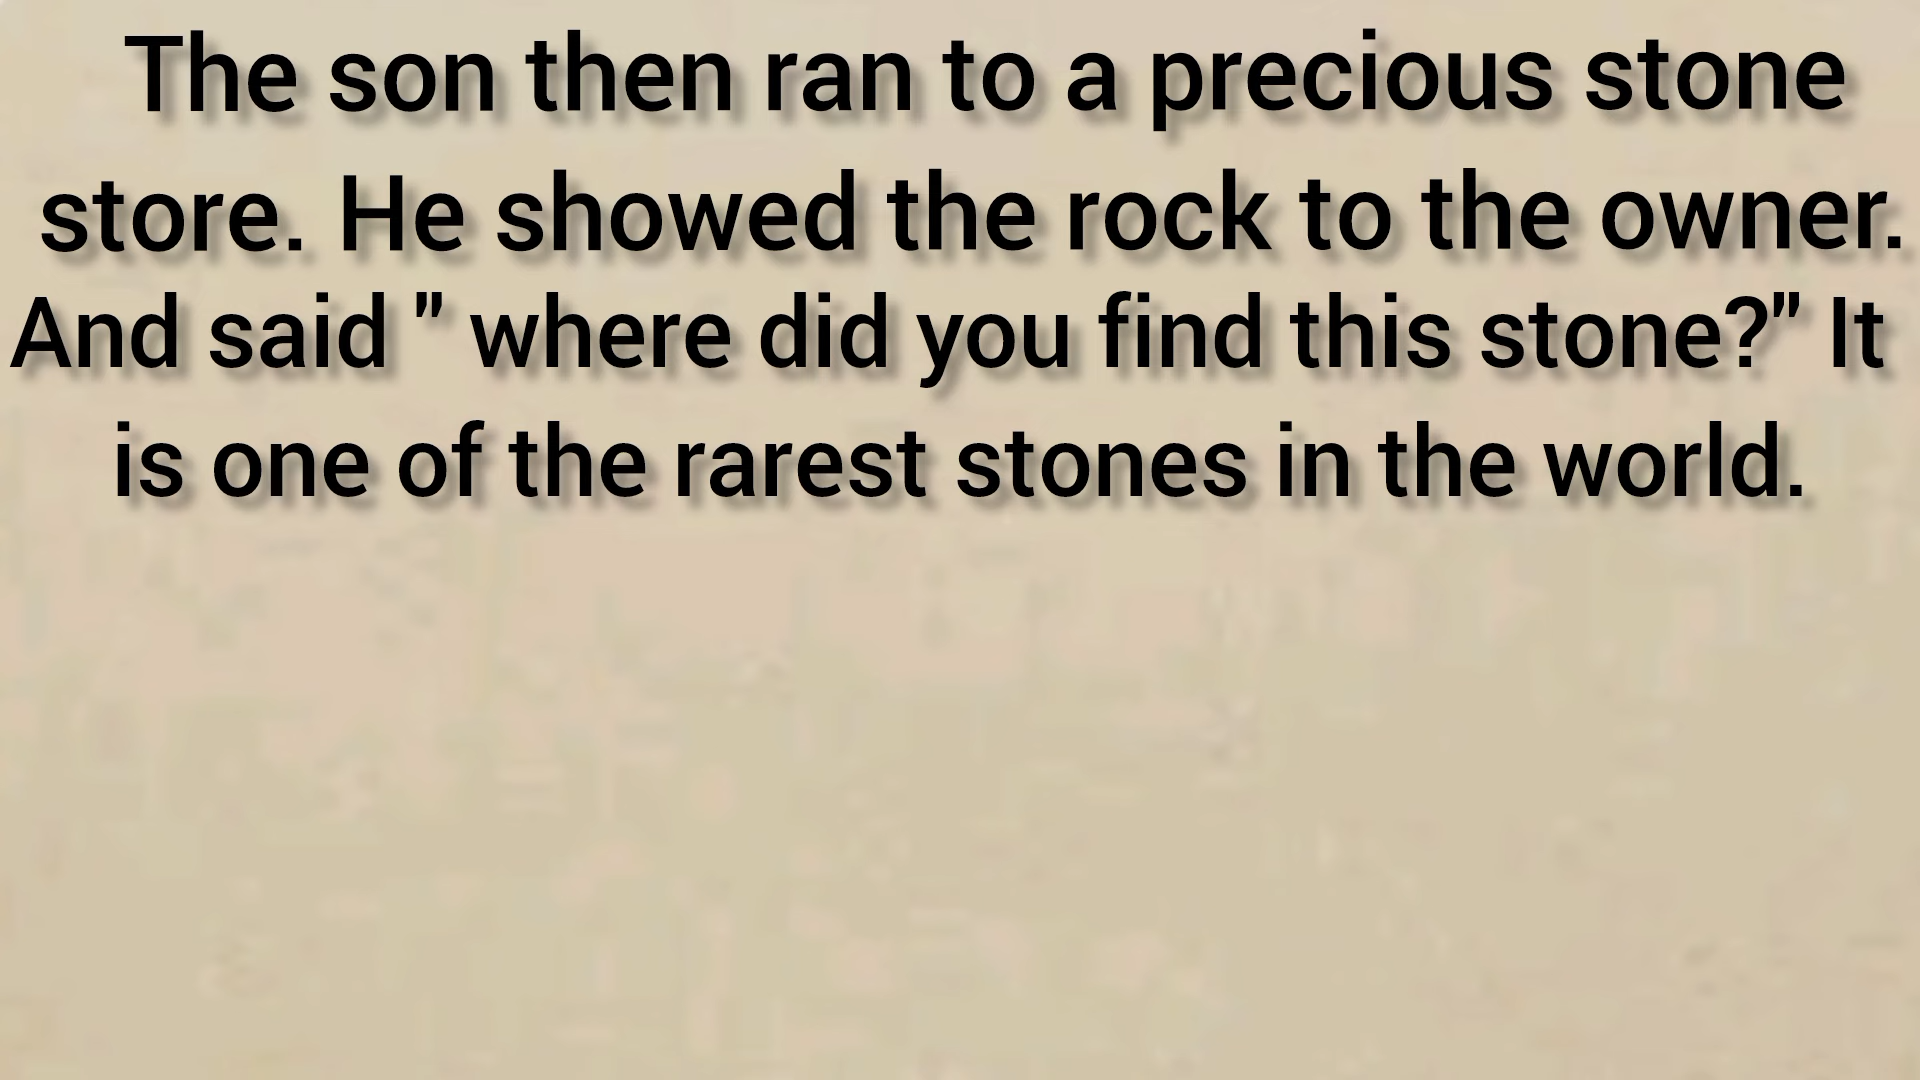 The son then ran to a precious stone
store. He showed the rock to the owner.
And said " where did you find this stone?" It
is one of the rarest stones in the world.